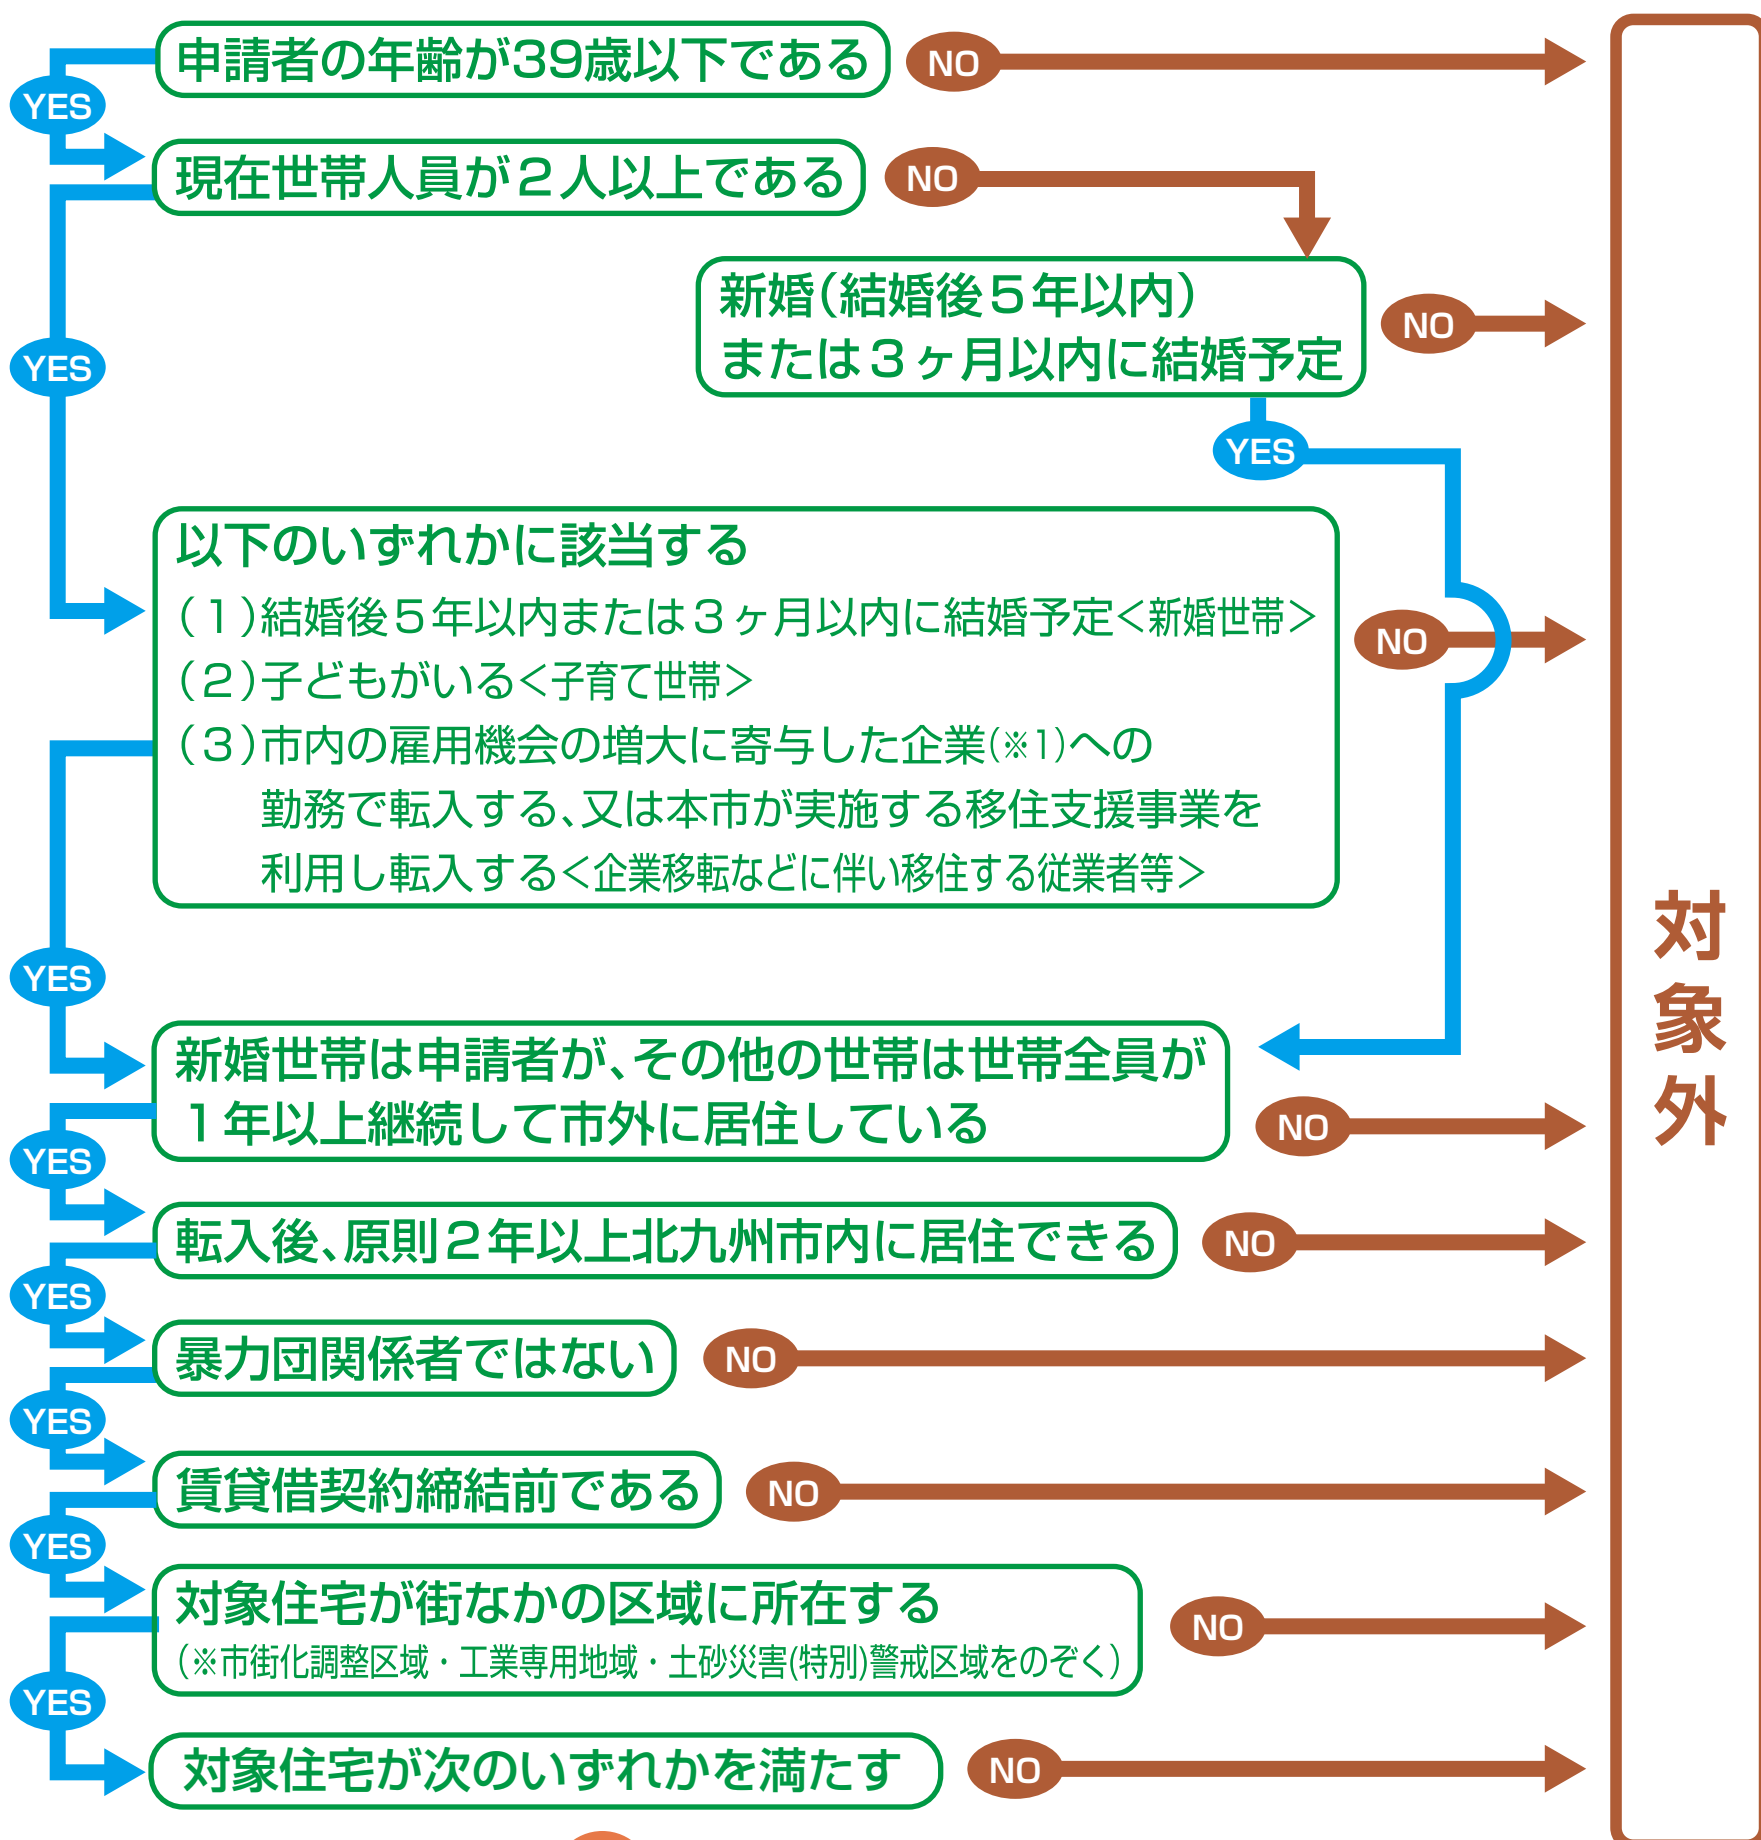 申請者の年齢が39歳以下である
NO
YES
現在世帯人員が２人以上である
NO
新婚(結婚後５年以内)
または３ヶ月以内に結婚予定
NO
YES
YES
以下のいずれかに該当する
(１)結婚後５年以内または３ヶ月以内に結婚予定＜新婚世帯＞
(２)子どもがいる＜子育て世帯＞
(３)市内の雇用機会の増大に寄与した企業(※1)への
勤務で転入する、又は本市が実施する移住支援事業を
利用し転入する＜企業移転などに伴い移住する従業者等＞
NO
YES
新婚世帯は申請者が、その他の世帯は世帯全員が
１年以上継続して市外に居住している
NO
YES
転入後、原則２年以上北九州市内に居住できる
NO
YES
暴力団関係者ではない
NO
YES
賃貸借契約締結前である
NO
YES
対象住宅が街なかの区域に所在する
(※市街化調整区域・工業専用地域・土砂災害(特別)警戒区域をのぞく)
NO
YES
対象住宅が次のいずれかを満たす
NO
対象外